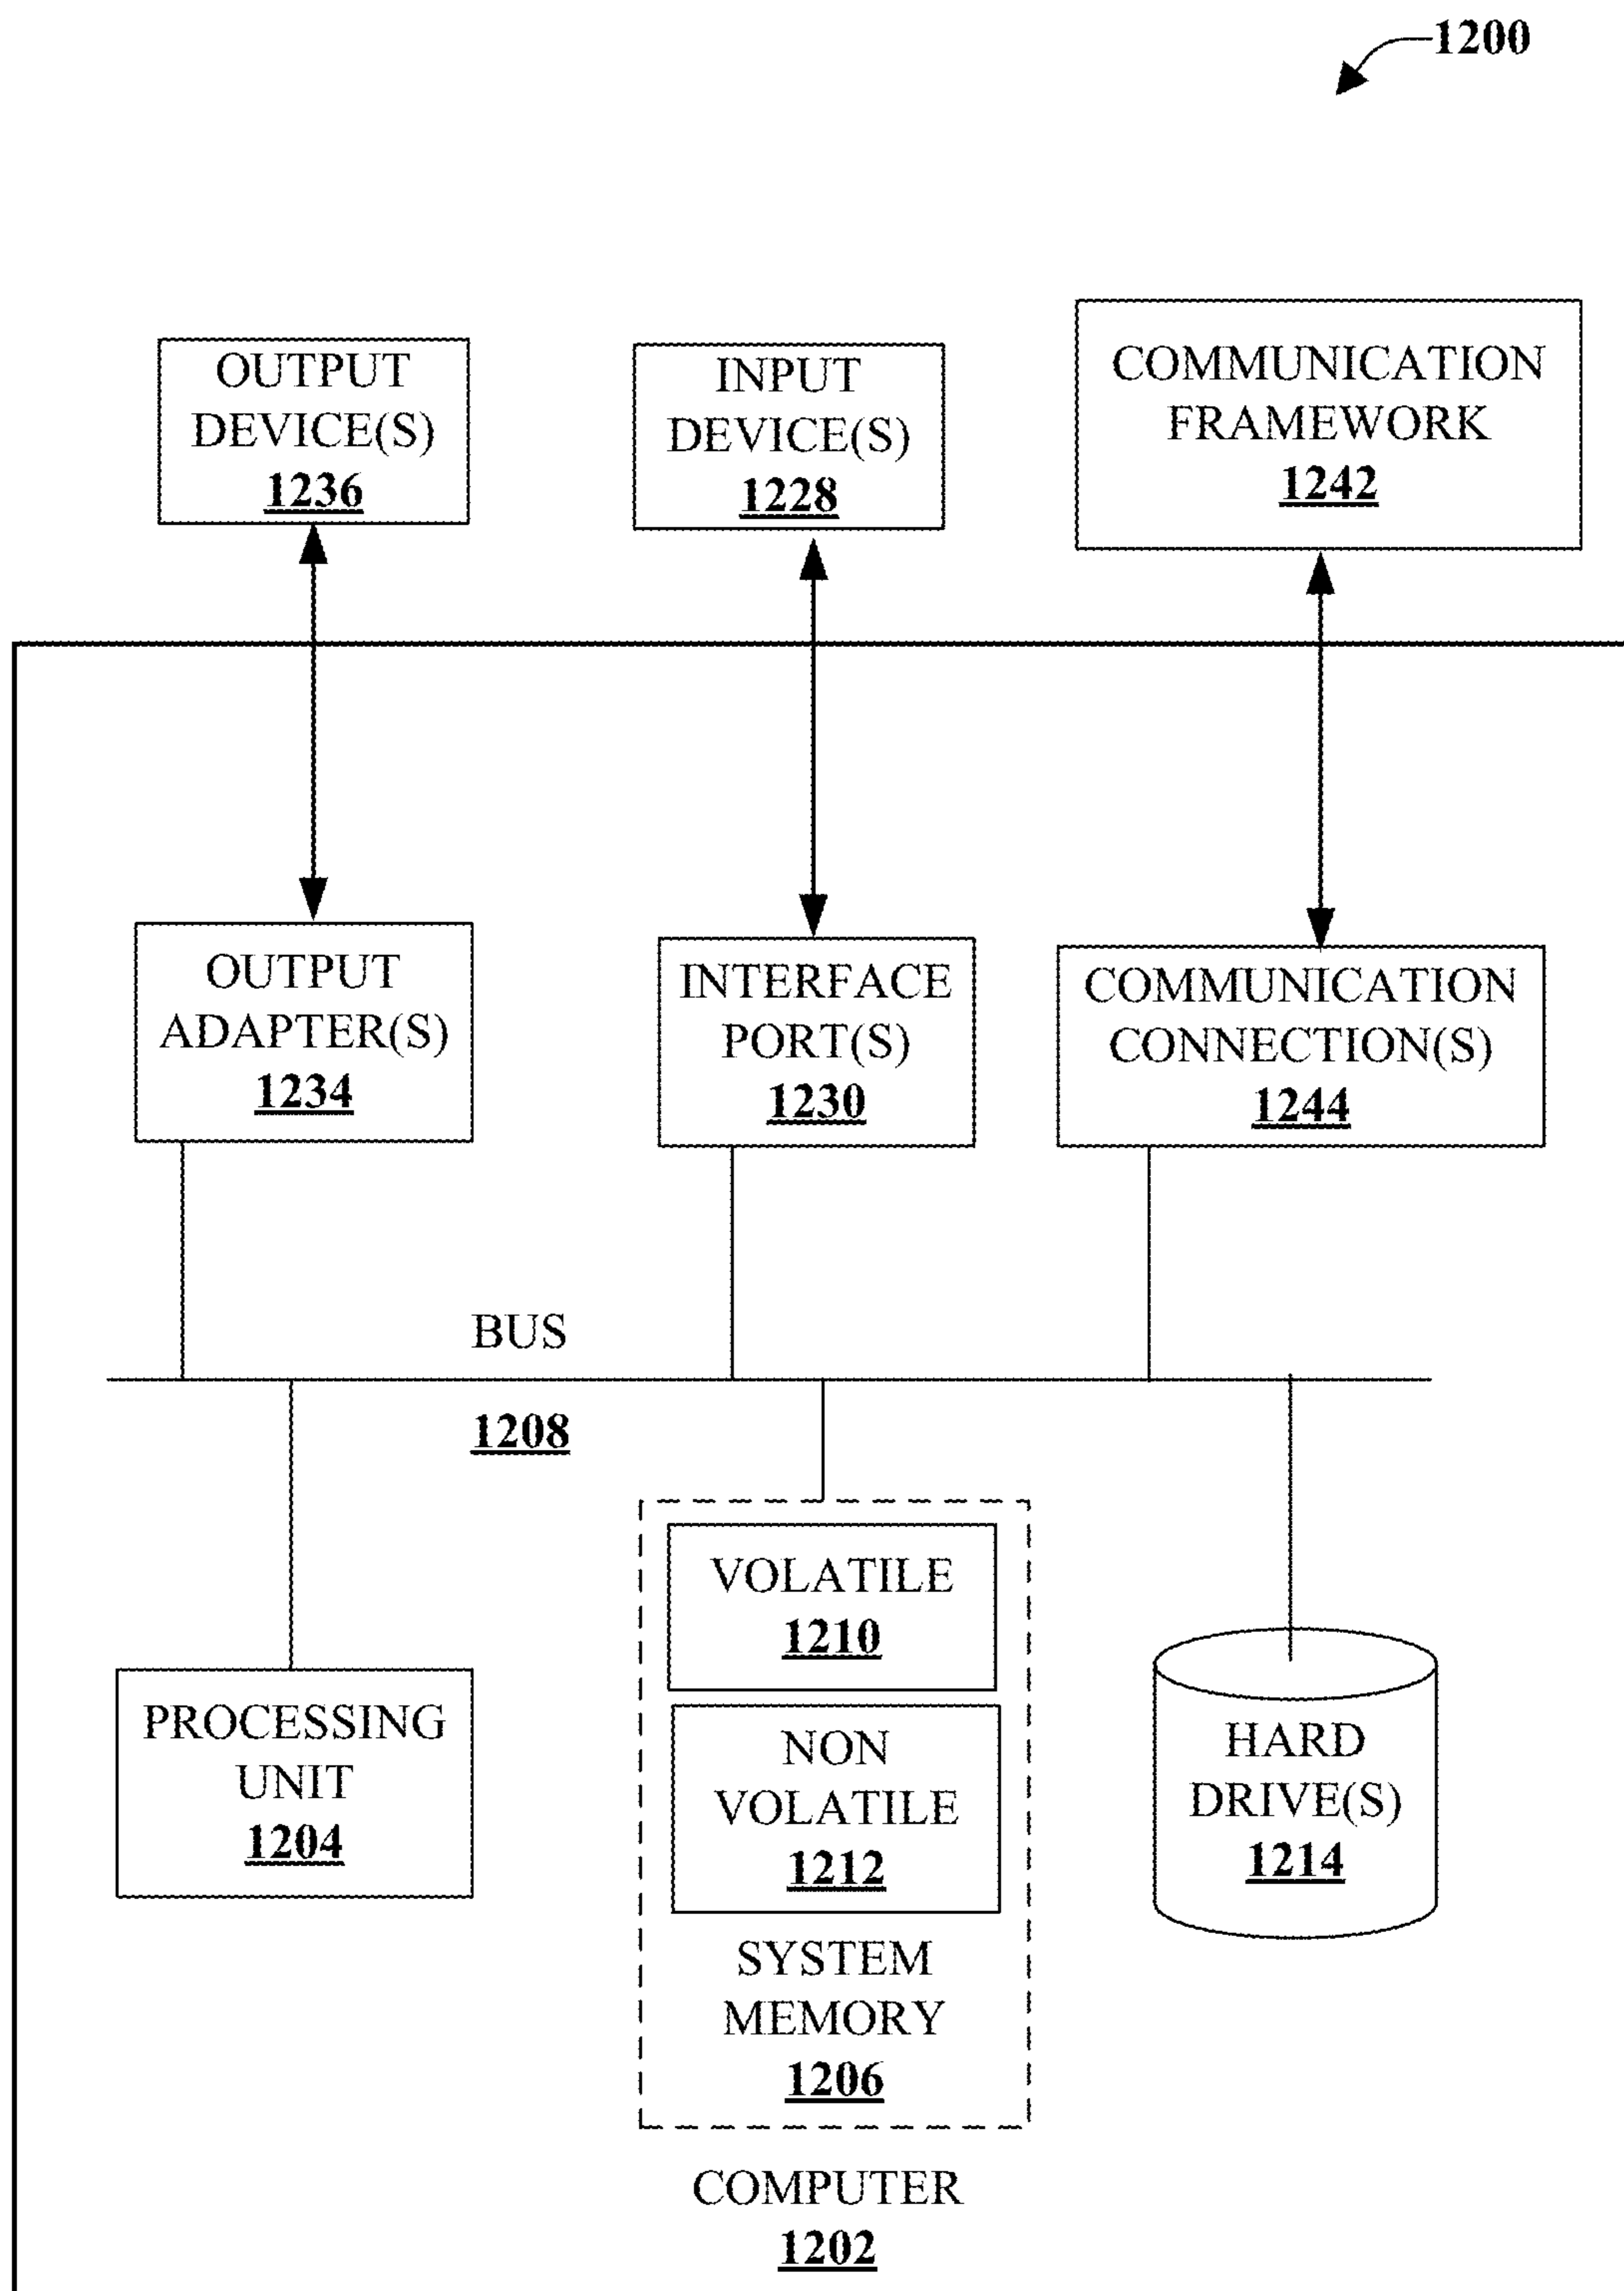 1200
OUTPUT
DEVICE(S)
1236
INPUT
DEVICE(S)
1228
COMMUNICATION
FRAMEWORK
1242
OUTPUT
ADAPTER(S)
1234
INTERFACE
PORT(S)
1230
COMMUNICATION
CONNECTION(S)
1244
BUS
1208
PROCESSING
UNIT
1204
VOLATILE
1210
NON
VOLATILE
1212
SYSTEM
MEMORY
1206
HARD
DRIVE(S)
1214
COMPUTER
1202